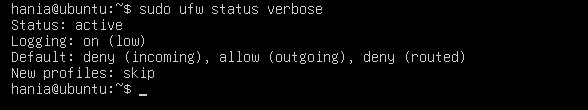 hania@ubuntu:~$ sudo ufw status verbose
Status: active
Logging: on (low)
Default: deny (incoming), allow (outgoing), deny (routed)
New profiles: skip
hania@ubuntu:~$ _